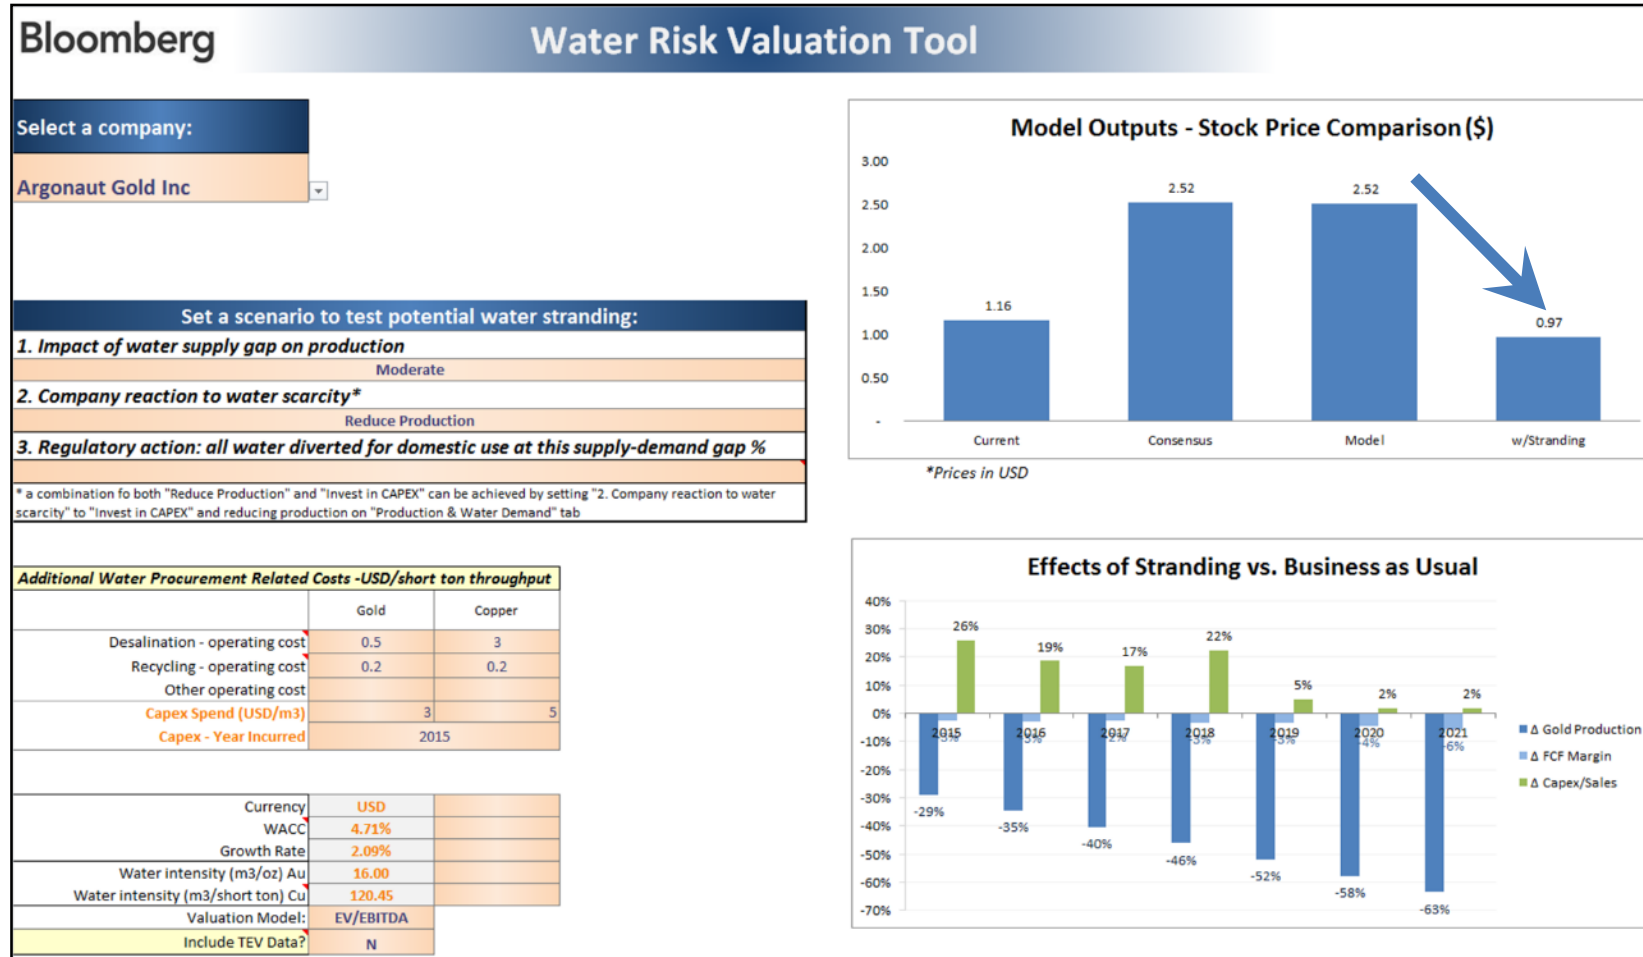 Bloomberg
Water Risk Valuation Tool
Select a company:
Argonaut Gold Inc
Set a scenario to test potential water stranding:
1. Impact of water supply gap on production
Moderate
2. Company reaction to water scarcity*
Reduce Production
3. Regulatory action: all water diverted for domestic use at this supply-demand gap %
* a combination fo both "Reduce Production" and "Invest in CAPEX" can be achieved by setting "2. Company reaction to water
scarcity" to "Invest in CAPEX" and reducing production on "Production & Water Demand" tab
Additional Water Procurement Related Costs -USD/short ton throughput
Gold Copper
Desalination - operating cost 0.5 3
Recycling - operating cost 0.2 0.2
Other operating cost
Capex Spend (USD/m3) 3 5
Capex - Year Incurred 2015
Currency USD
WACC 4.71%
Growth Rate 2.09%
Water intensity (m3/oz) Au 16.00
Water intensity (m3/short ton) Cu 120.45
Valuation Model: EV/EBITDA
Include TEV Data? N
Model Outputs - Stock Price Comparison ($)
3.00
2.50
2.00
1.50
1.00
0.50
-
1.16
2.52
2.52
0.97
Current Consensus Model w/Stranding
*Prices in USD
Effects of Stranding vs. Business as Usual
40%
30%
20%
10%
0%
-10%
-20%
-30%
-40%
-50%
-60%
-70%
26% 19% 17% 22% 5% 2% 2%
2015 2016 2017 2018 2019 2020 2021
-3% -3% -2% -3% -3% -4% -6%
-29% -35% -40% -46% -52% -58% -63%
Δ Gold Production
Δ FCF Margin
Δ Capex/Sales